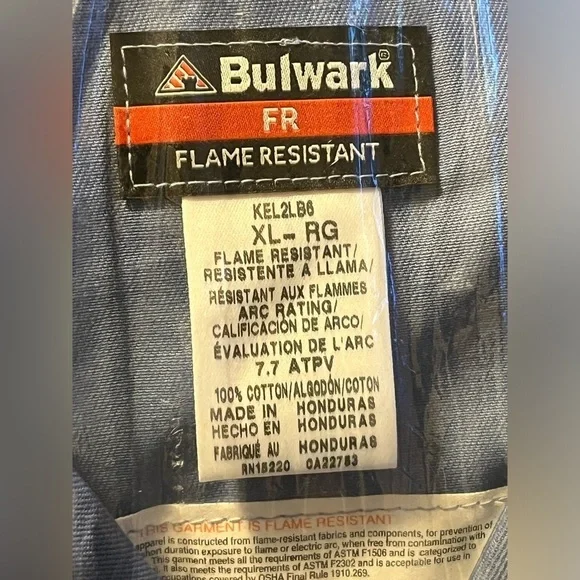 Bulwark
FR
FLAME RESISTANT
KEL2LB6
XL- RG
FLAME RESISTANT/
RESISTENTE A LLAMA/
RÉSISTANT AUX FLAMMES
ARC RATING/
CALIFICACIÓN DE ARCO/
ÉVALUATION DE L'ARC
7.7 ATPV
100% COTTON/ALGODÓN/COTON
MADE IN HONDURAS
HECHO EN HONDURAS
FABRIQUÉ AU HONDURAS
RN15220 CA22753
THIS GARMENT IS FLAME RESISTANT
apparel is constructed from flame-resistant fabrics and components, for prevention of
short duration exposure to flame or electric arc, when free from contamination with
This garment meets all the requirements of ASTM F1506 and is categorized to
It also meets the requirements of ASTM F2302 and is acceptable for use in
occupations covered by OSHA Final Rule 1910.269.